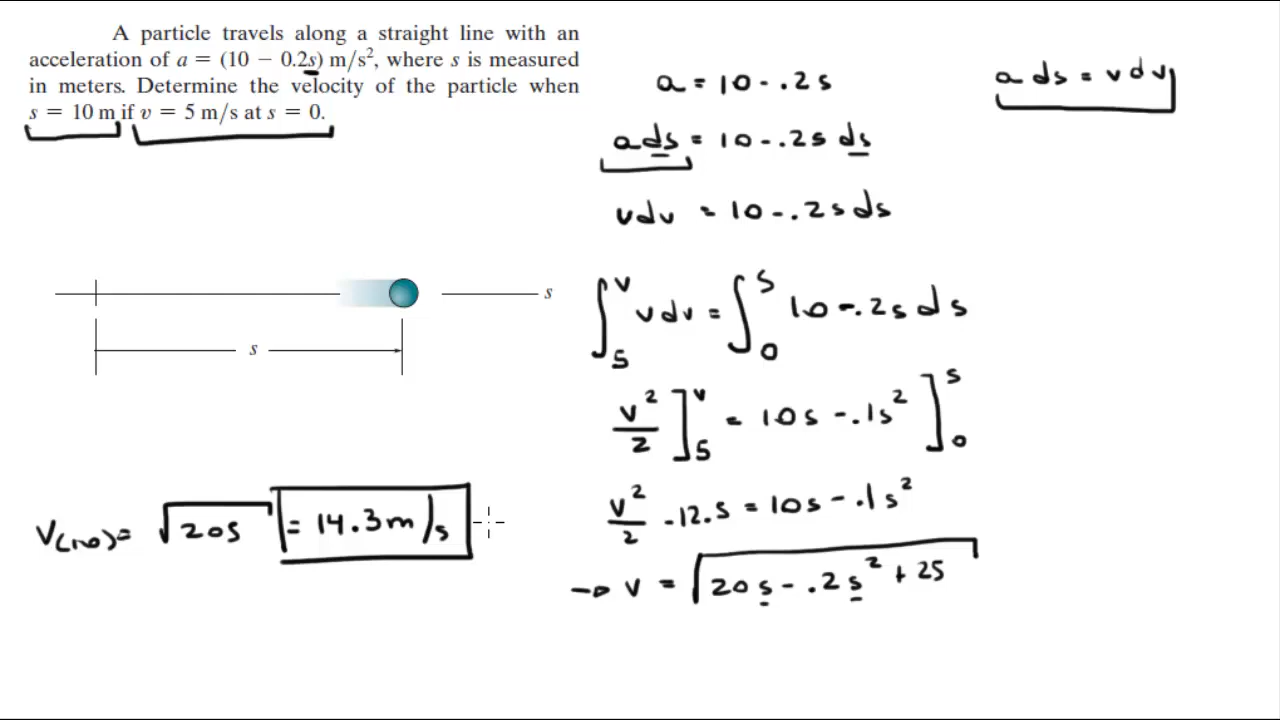 A particle travels along a straight line with an
acceleration of a = (10 − 0.2s) m/s², where s is measured
in meters. Determine the velocity of the particle when
s = 10 m if v = 5 m/s at s = 0.
s
s
a = 10 - .2s
a ds = v dv
a ds = 10 - .2s ds
v dv = 10 - .2s ds
∫₅ᵛ v dv = ∫₀ˢ 10 - .2s ds
v²/2 ]₅ᵛ = 10s - .1s² ]₀ˢ
v²/2 - 12.5 = 10s - .1s²
→ v = √(20s - .2s² + 25)
v(10) = √205 = 14.3 m/s